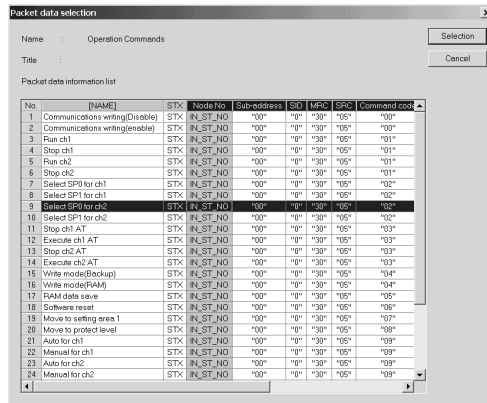 Packet data selection
Name : Operation Commands
Selection
Title :
Cancel
Packet data information list
No. [NAME] STX Node No Sub-address SID MRC SRC Command code
1 Communications writing(Disable) STX IN_ST_NO "00" "0" "30" "05" "00"
2 Communications writing(enable) STX IN_ST_NO "00" "0" "30" "05" "00"
3 Run ch1 STX IN_ST_NO "00" "0" "30" "05" "01"
4 Stop ch1 STX IN_ST_NO "00" "0" "30" "05" "01"
5 Run ch2 STX IN_ST_NO "00" "0" "30" "05" "01"
6 Stop ch2 STX IN_ST_NO "00" "0" "30" "05" "01"
7 Select SP0 for ch1 STX IN_ST_NO "00" "0" "30" "05" "02"
8 Select SP1 for ch1 STX IN_ST_NO "00" "0" "30" "05" "02"
9 Select SP0 for ch2 STX IN_ST_NO "00" "0" "30" "05" "02"
10 Select SP1 for ch2 STX IN_ST_NO "00" "0" "30" "05" "02"
11 Stop ch1 AT STX IN_ST_NO "00" "0" "30" "05" "03"
12 Execute ch1 AT STX IN_ST_NO "00" "0" "30" "05" "03"
13 Stop ch2 AT STX IN_ST_NO "00" "0" "30" "05" "03"
14 Execute ch2 AT STX IN_ST_NO "00" "0" "30" "05" "03"
15 Write mode(Backup) STX IN_ST_NO "00" "0" "30" "05" "04"
16 Write mode(RAM) STX IN_ST_NO "00" "0" "30" "05" "04"
17 RAM data save STX IN_ST_NO "00" "0" "30" "05" "05"
18 Software reset STX IN_ST_NO "00" "0" "30" "05" "06"
19 Move to setting area 1 STX IN_ST_NO "00" "0" "30" "05" "07"
20 Move to protect level STX IN_ST_NO "00" "0" "30" "05" "08"
21 Auto for ch1 STX IN_ST_NO "00" "0" "30" "05" "09"
22 Manual for ch1 STX IN_ST_NO "00" "0" "30" "05" "09"
23 Auto for ch2 STX IN_ST_NO "00" "0" "30" "05" "09"
24 Manual for ch2 STX IN_ST_NO "00" "0" "30" "05" "09"